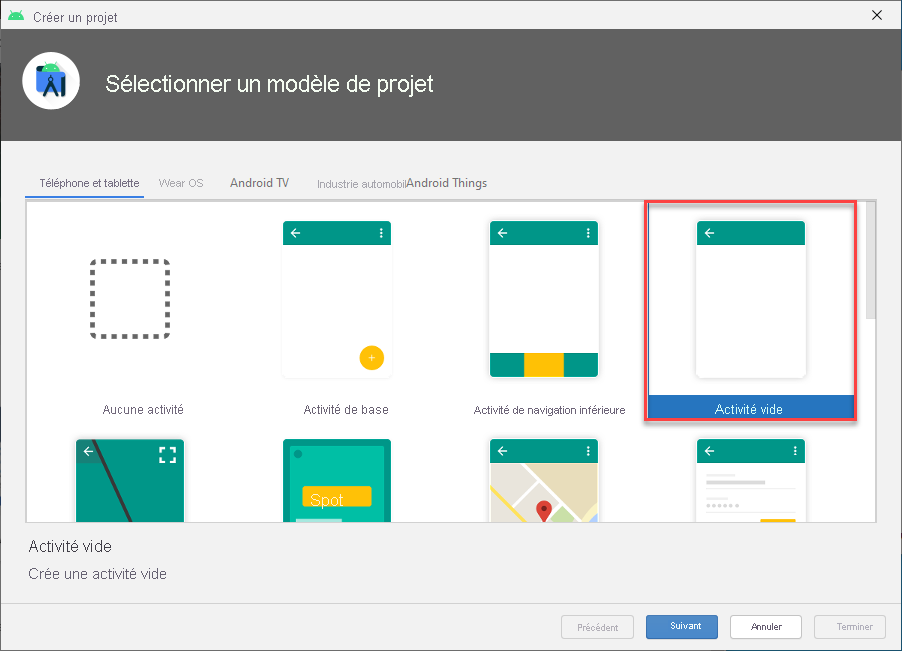 Créer un projet
Sélectionner un modèle de projet
Téléphone et tablette Wear OS Android TV Industrie automobilAndroid Things
Aucune activité Activité de base Activité de navigation inférieure Activité vide
Spot
Activité vide
Crée une activité vide
Précédent Suivant Annuler Terminer